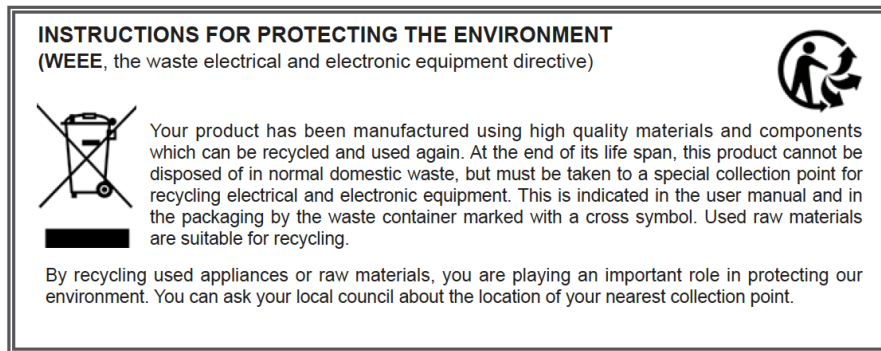 INSTRUCTIONS FOR PROTECTING THE ENVIRONMENT
(WEEE, the waste electrical and electronic equipment directive)
Your product has been manufactured using high quality materials and components
which can be recycled and used again. At the end of its life span, this product cannot be
disposed of in normal domestic waste, but must be taken to a special collection point for
recycling electrical and electronic equipment. This is indicated in the user manual and in
the packaging by the waste container marked with a cross symbol. Used raw materials
are suitable for recycling.
By recycling used appliances or raw materials, you are playing an important role in protecting our
environment. You can ask your local council about the location of your nearest collection point.